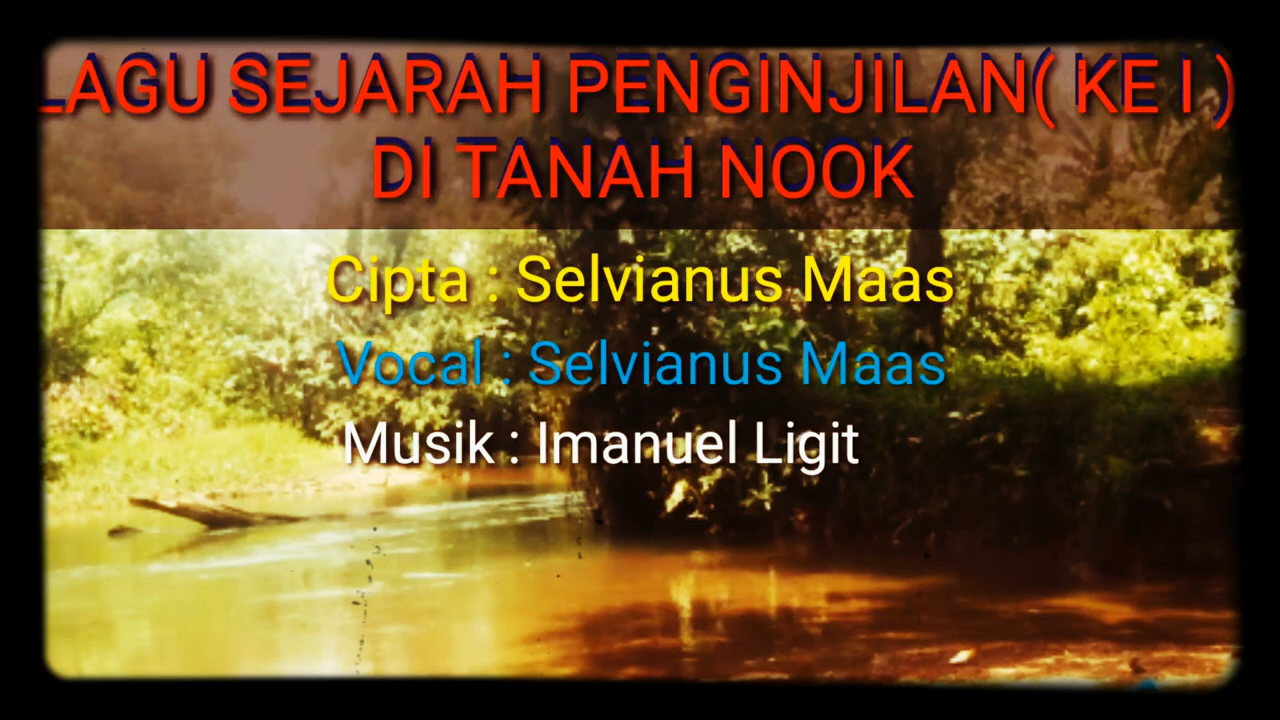 LAGU SEJARAH PENGINJILAN( KE I )
DI TANAH NOOK
Cipta : Selvianus Maas
Vocal : Selvianus Maas
Musik : Imanuel Ligit